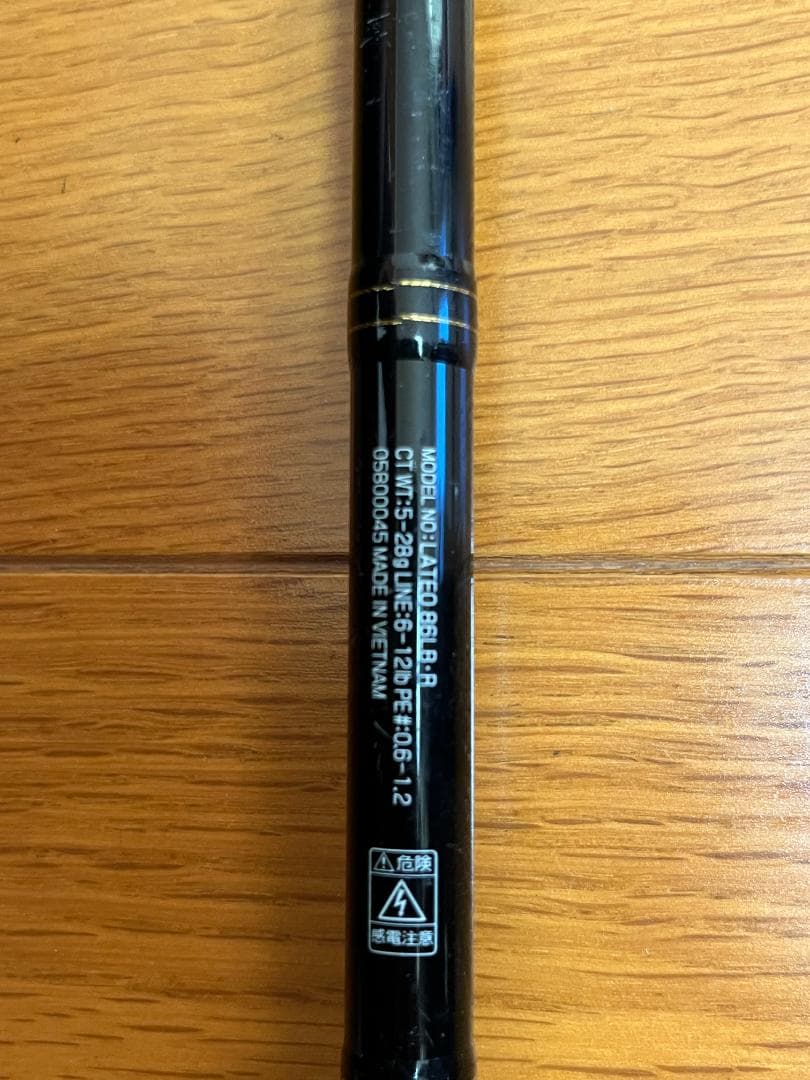 MODEL NO:LATEO 86LB・R
CT WT:5-28g LINE:6-12lb PE#:0.6-1.2
05800045 MADE IN VIETNAM
危険
感電注意